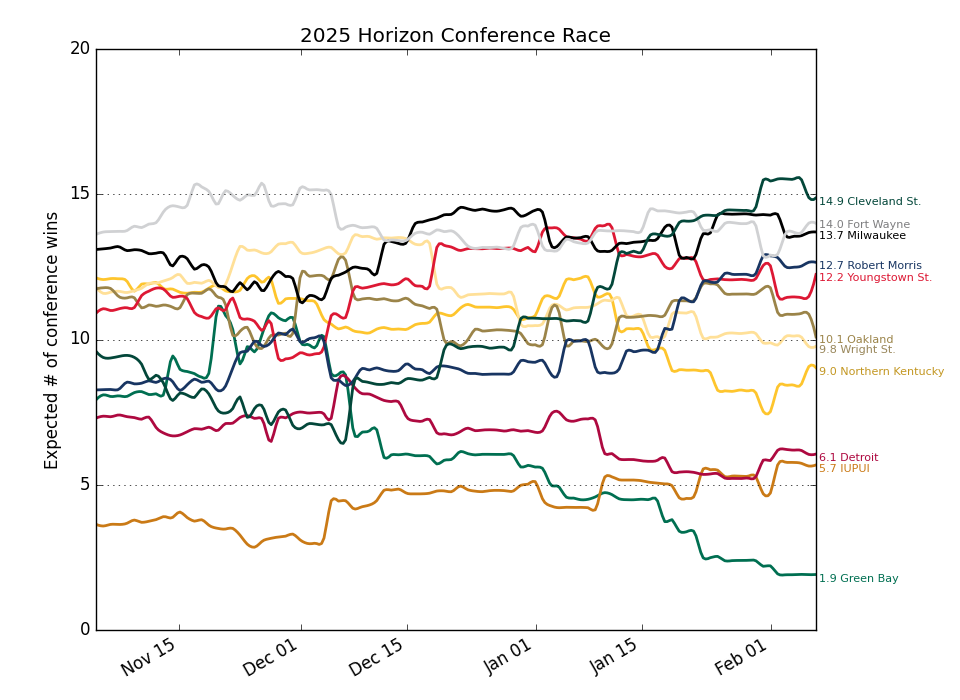 2025 Horizon Conference Race
Expected # of conference wins
20
15
10
5
0
14.9 Cleveland St.
14.0 Fort Wayne
13.7 Milwaukee
12.7 Robert Morris
12.2 Youngstown St.
10.1 Oakland
9.8 Wright St.
9.0 Northern Kentucky
6.1 Detroit
5.7 IUPUI
1.9 Green Bay
Nov 15
Dec 01
Dec 15
Jan 01
Jan 15
Feb 01